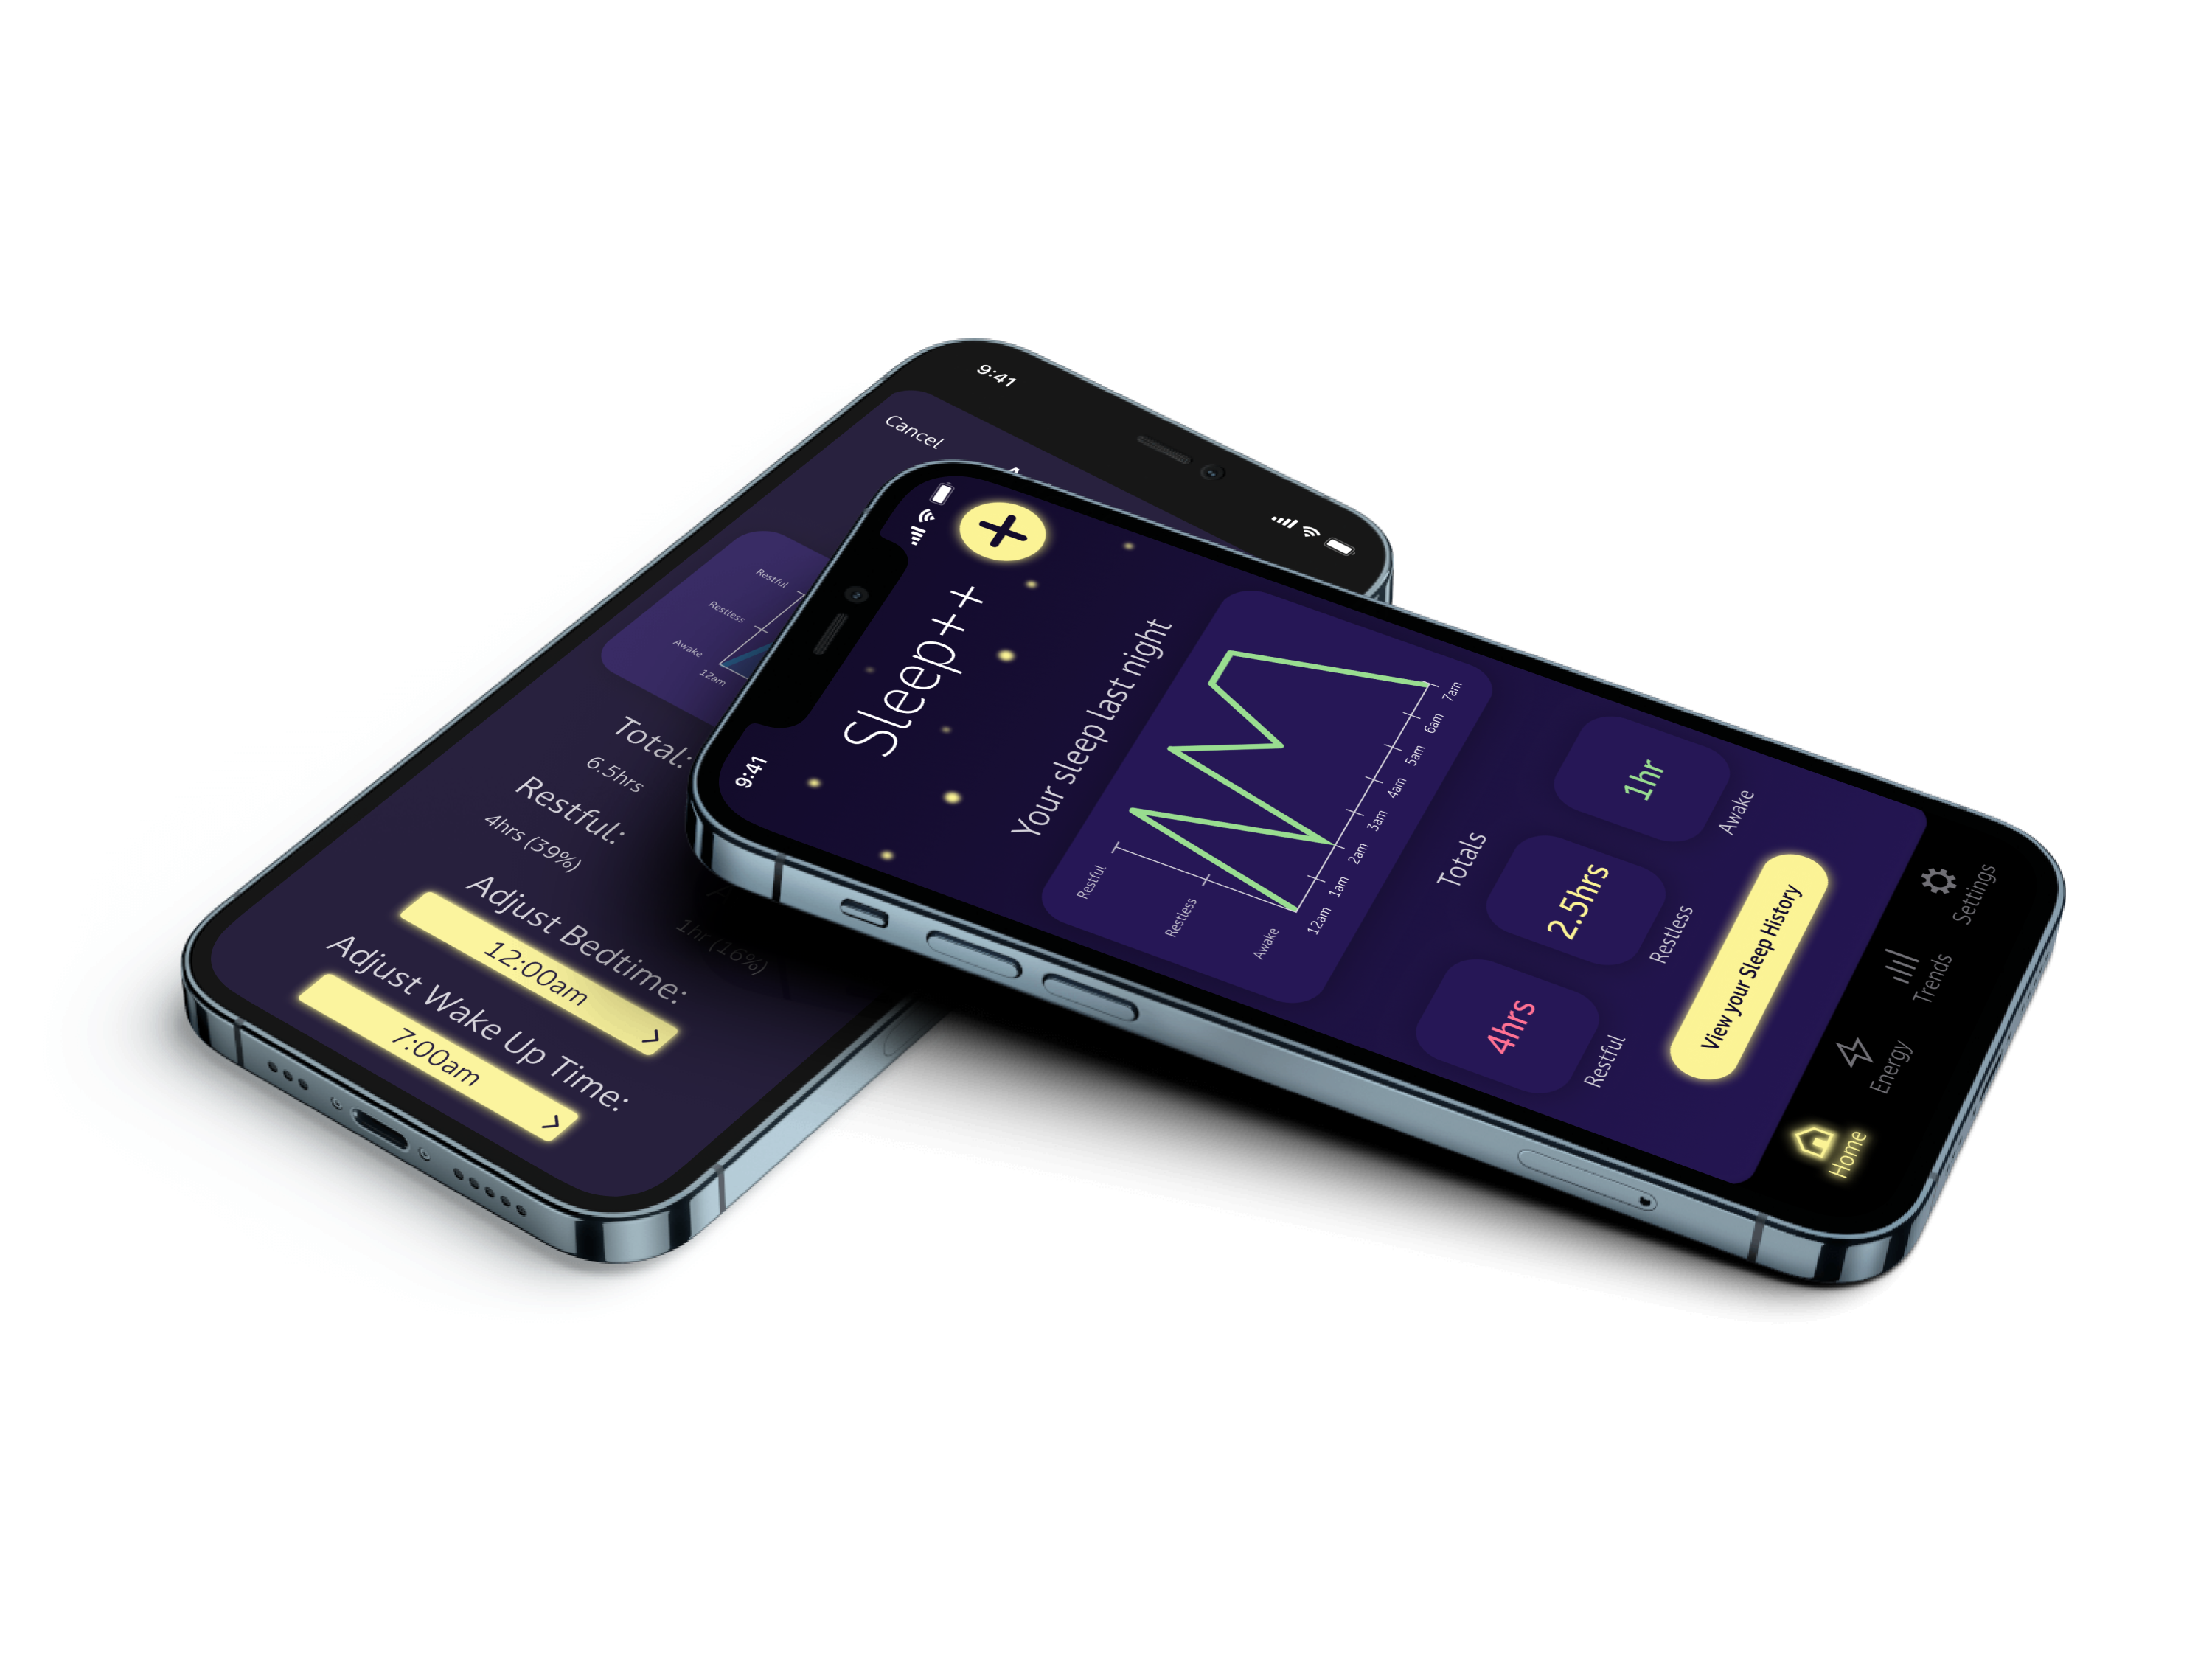 9:41
Cancel
Restful
Restless
Awake
12am
Total:
6.5hrs
Restful:
4hrs (39%)
1hr (16%)
Adjust Bedtime:
12:00am
Adjust Wake Up Time:
7:00am
9:41
Sleep++
Your sleep last night
Restful
Restless
Awake
12am 1am 2am 3am 4am 5am 6am 7am
Totals
4hrs 2.5hrs 1hr
Restful Restless Awake
View your Sleep History
Home Energy Trends Settings